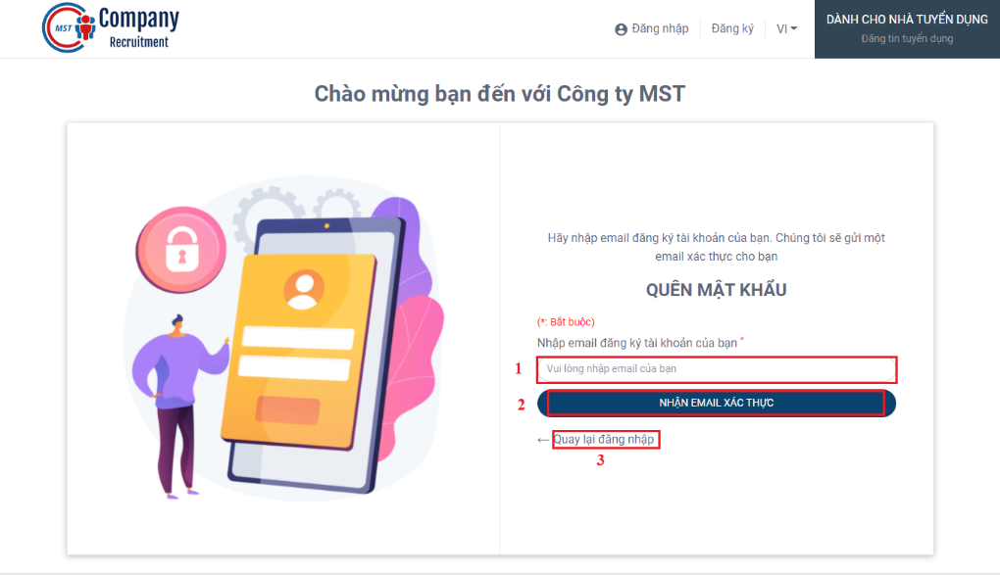 MST
Company
Recruitment
Đăng nhập
Đăng ký
VI
DÀNH CHO NHÀ TUYỂN DỤNG
Đăng tin tuyển dụng
Chào mừng bạn đến với Công ty MST
Hãy nhập email đăng ký tài khoản của bạn. Chúng tôi sẽ gửi một
email xác thực cho bạn
QUÊN MẬT KHẨU
(*: Bắt buộc)
Nhập email đăng ký tài khoản của bạn *
1
Vui lòng nhập email của bạn
2
NHẬN EMAIL XÁC THỰC
← Quay lại đăng nhập
3